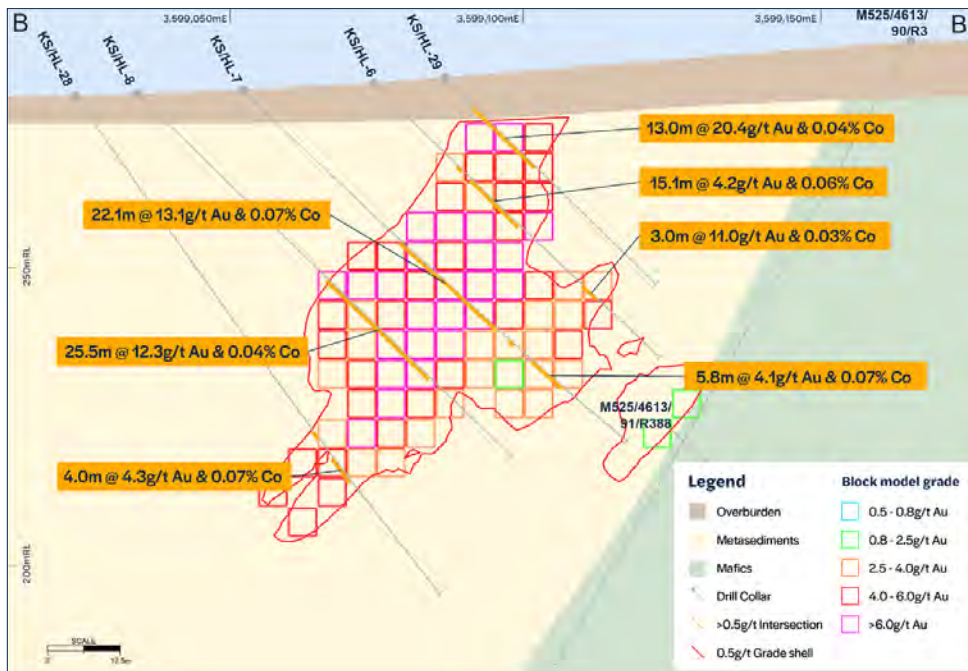 B
3,599,050mE
3,599,100mE
3,599,150mE
B
M525/4613/
90/R3
KS/HL-28
KS/HL-8
KS/HL-7
KS/HL-6
KS/HL-29
13.0m @ 20.4g/t Au & 0.04% Co
15.1m @ 4.2g/t Au & 0.06% Co
22.1m @ 13.1g/t Au & 0.07% Co
3.0m @ 11.0g/t Au & 0.03% Co
250mRL
25.5m @ 12.3g/t Au & 0.04% Co
5.8m @ 4.1g/t Au & 0.07% Co
M525/4613/
91/R388
4.0m @ 4.3g/t Au & 0.07% Co
200mRL
Legend
Overburden
Metasediments
Mafics
Drill Collar
>0.5g/t Intersection
0.5g/t Grade shell
Block model grade
0.5 - 0.8g/t Au
0.8 - 2.5g/t Au
2.5 - 4.0g/t Au
4.0 - 6.0g/t Au
>6.0g/t Au
SCALE
0 12.5m